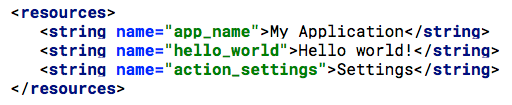 <resources>
    <string name="app_name">My Application</string>
    <string name="hello_world">Hello world!</string>
    <string name="action_settings">Settings</string>
</resources>